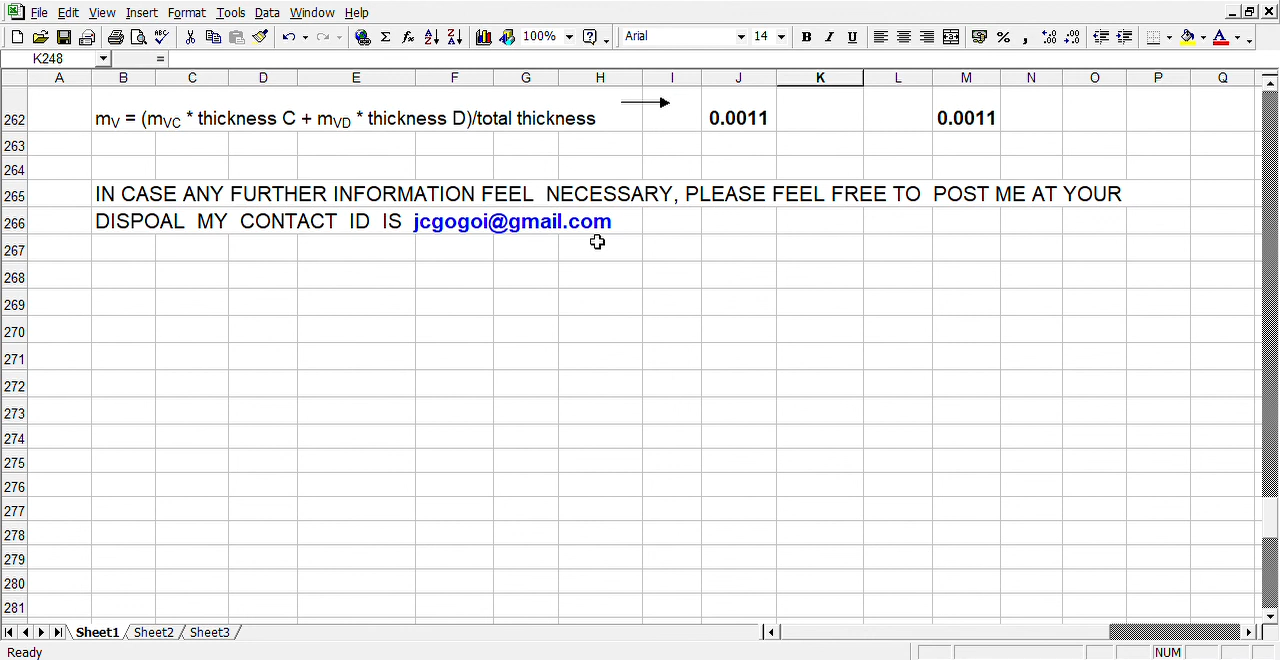 File Edit View Insert Format Tools Data Window Help
100% Arial 14 B I U
K248 =
A B C D E F G H I J K L M N O P Q
262 mV = (mVC * thickness C + mVD * thickness D)/total thickness 0.0011 0.0011
263
264
265 IN CASE ANY FURTHER INFORMATION FEEL NECESSARY, PLEASE FEEL FREE TO POST ME AT YOUR
266 DISPOAL MY CONTACT ID IS jcgogoi@gmail.com
267
268
269
270
271
272
273
274
275
276
277
278
279
280
281
Sheet1 Sheet2 Sheet3
Ready NUM